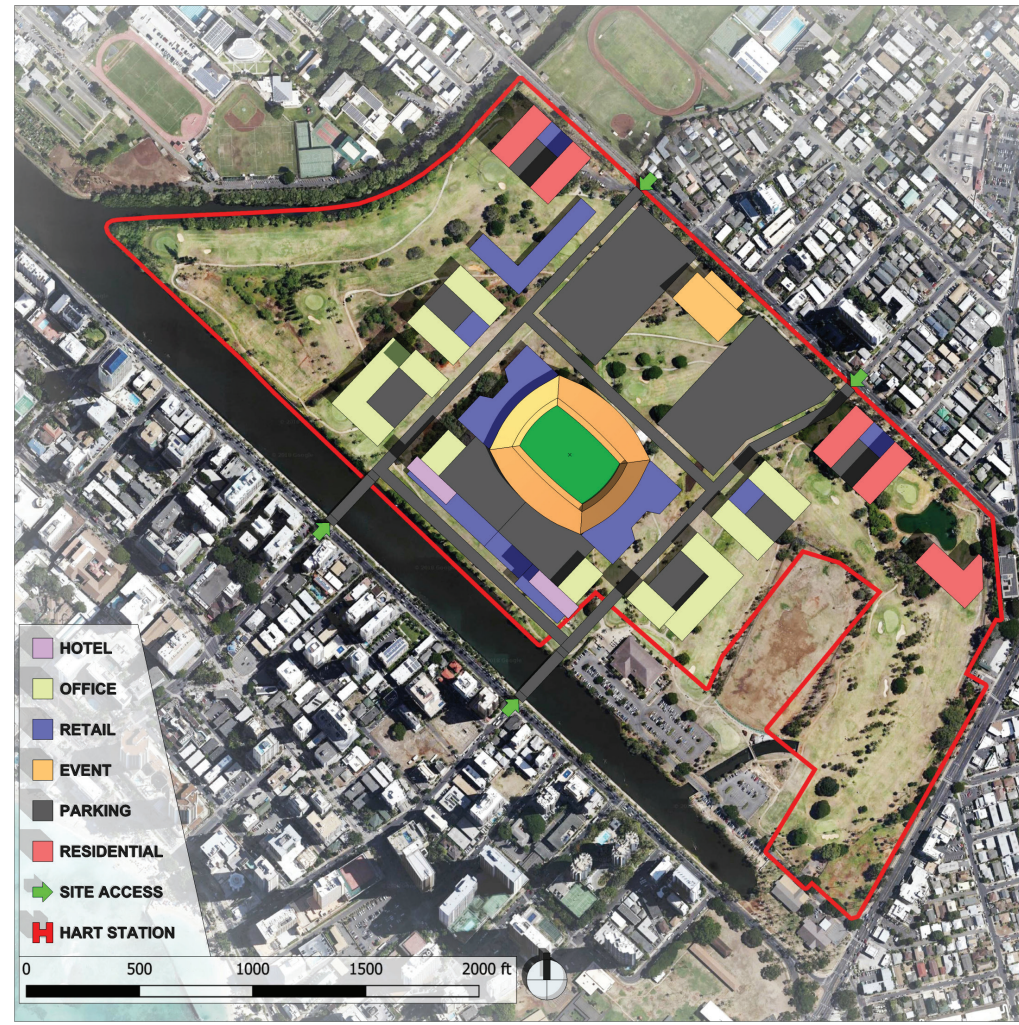 HOTEL
OFFICE
RETAIL
EVENT
PARKING
RESIDENTIAL
SITE ACCESS
HART STATION
0 500 1000 1500 2000 ft